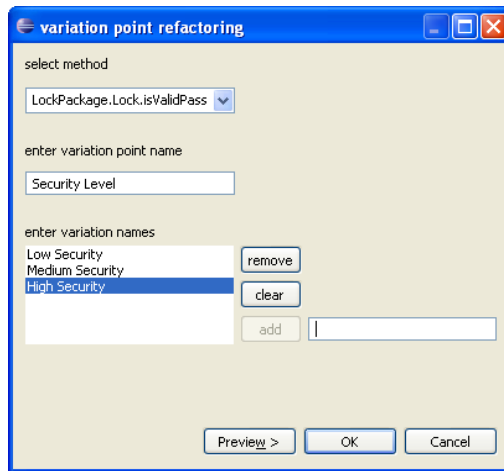 variation point refactoring
select method
LockPackage.Lock.isValidPass
enter variation point name
Security Level
enter variation names
Low Security
Medium Security
High Security
remove
clear
add
Preview >
OK
Cancel